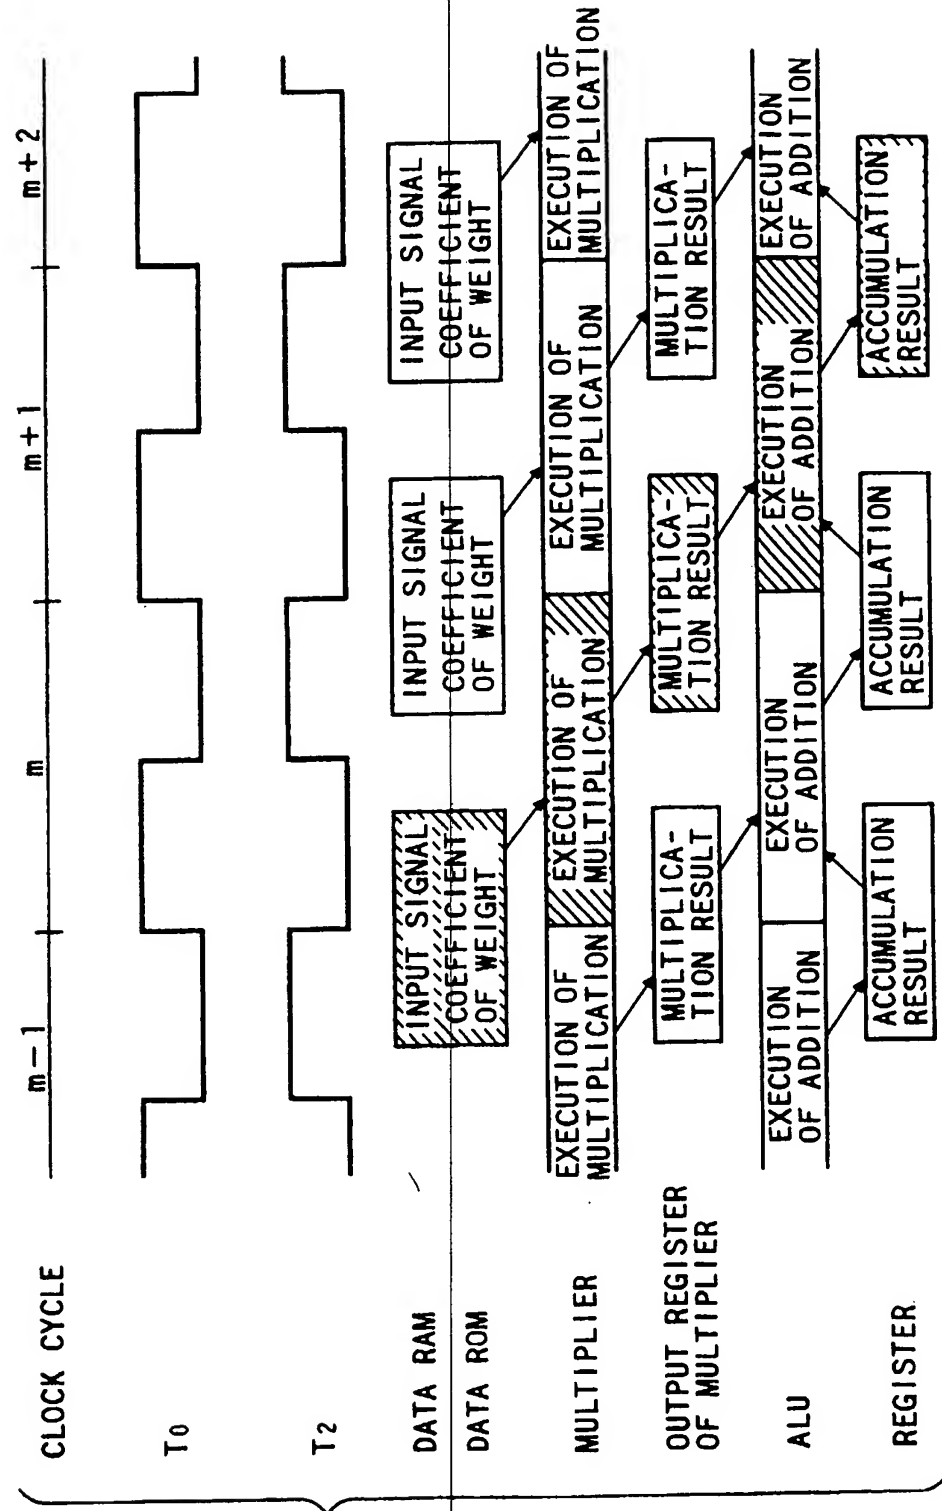 CLOCK CYCLE
m-1
m
m+1
m+2
T0
T2
DATA RAM
DATA ROM
INPUT SIGNAL
COEFFICIENT
OF WEIGHT
INPUT SIGNAL
COEFFICIENT
OF WEIGHT
INPUT SIGNAL
COEFFICIENT
OF WEIGHT
MULTIPLIER
EXECUTION OF
MULTIPLICATION
EXECUTION OF
MULTIPLICATION
EXECUTION OF
MULTIPLICATION
EXECUTION OF
MULTIPLICATION
OUTPUT REGISTER
OF MULTIPLIER
MULTIPLICA-
TION RESULT
MULTIPLICA-
TION RESULT
MULTIPLICA-
TION RESULT
ALU
EXECUTION
OF ADDITION
EXECUTION
OF ADDITION
EXECUTION
OF ADDITION
EXECUTION
OF ADDITION
REGISTER
ACCUMULATION
RESULT
ACCUMULATION
RESULT
ACCUMULATION
RESULT